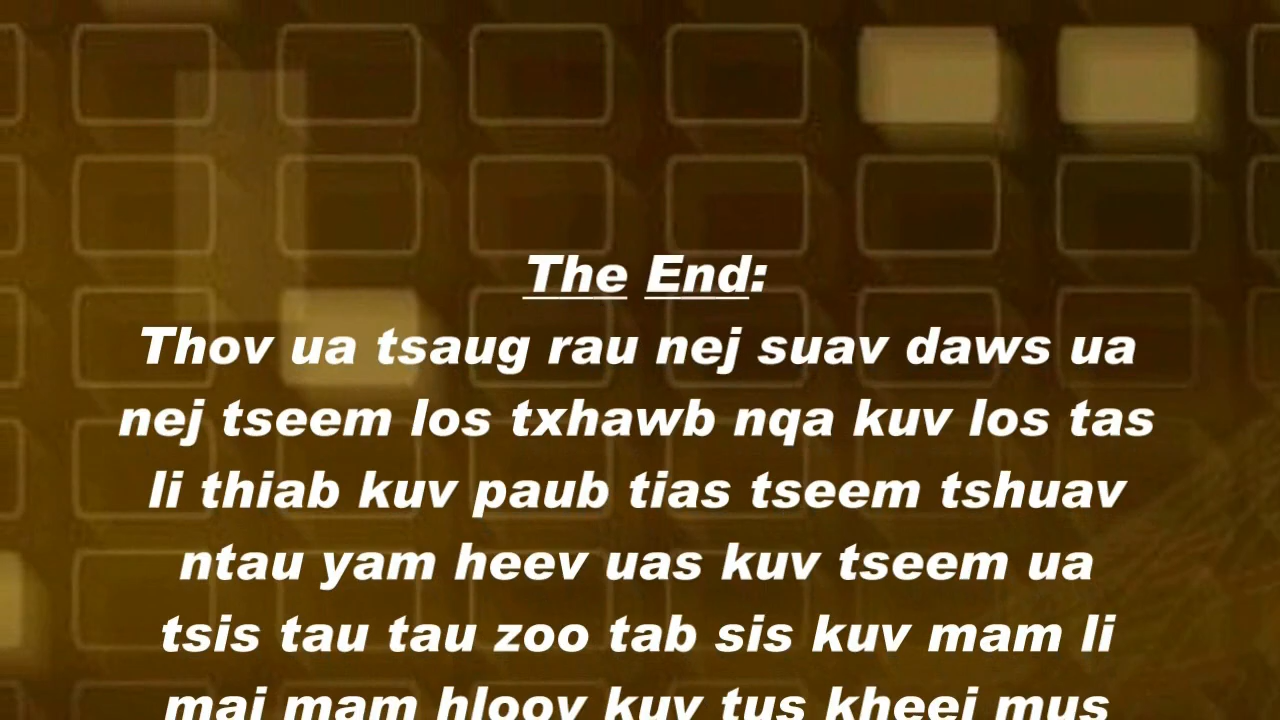 The End:
Thov ua tsaug rau nej suav daws ua
nej tseem los txhawb nqa kuv los tas
li thiab kuv paub tias tseem tshuav
ntau yam heev uas kuv tseem ua
tsis tau tau zoo tab sis kuv mam li
maj mam hloov kuv tus kheej mus